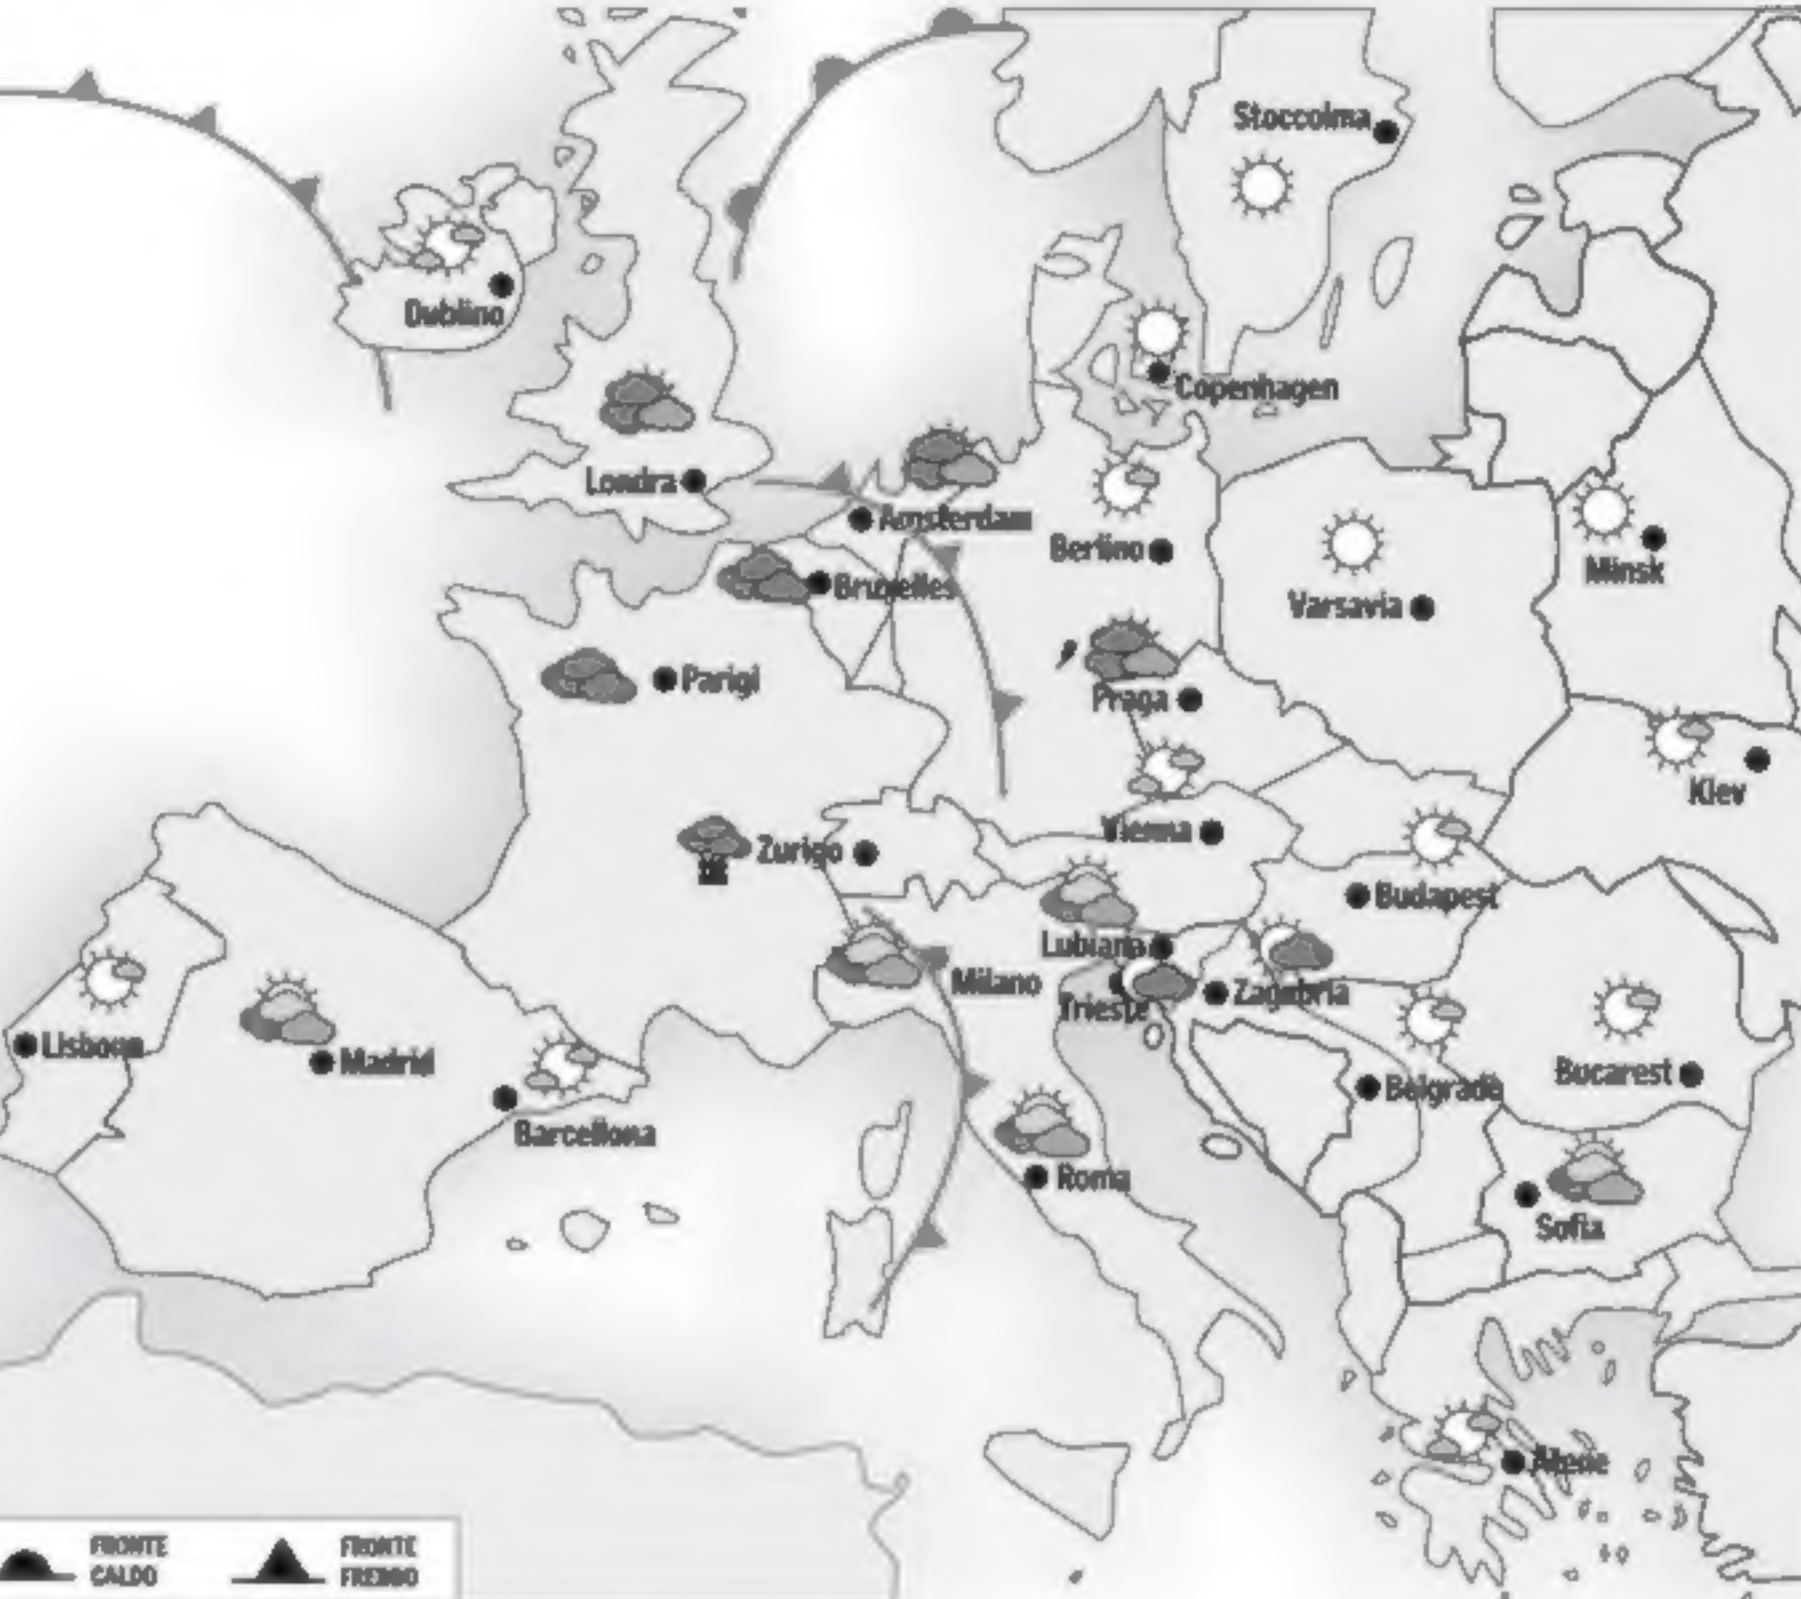 Stoccolma
Dublino
Copenhagen
Londra
Amsterdam
Berlino
Minsk
Bruxelles
Varsavia
Parigi
Praga
Kiev
Vienna
Zurigo
Budapest
Lubiana
Milano
Zagabria
Trieste
Lisbona
Madrid
Bucarest
Belgrado
Barcellona
Roma
Sofia
Atene
FRONTE
CALDO
FRONTE
FREDDO